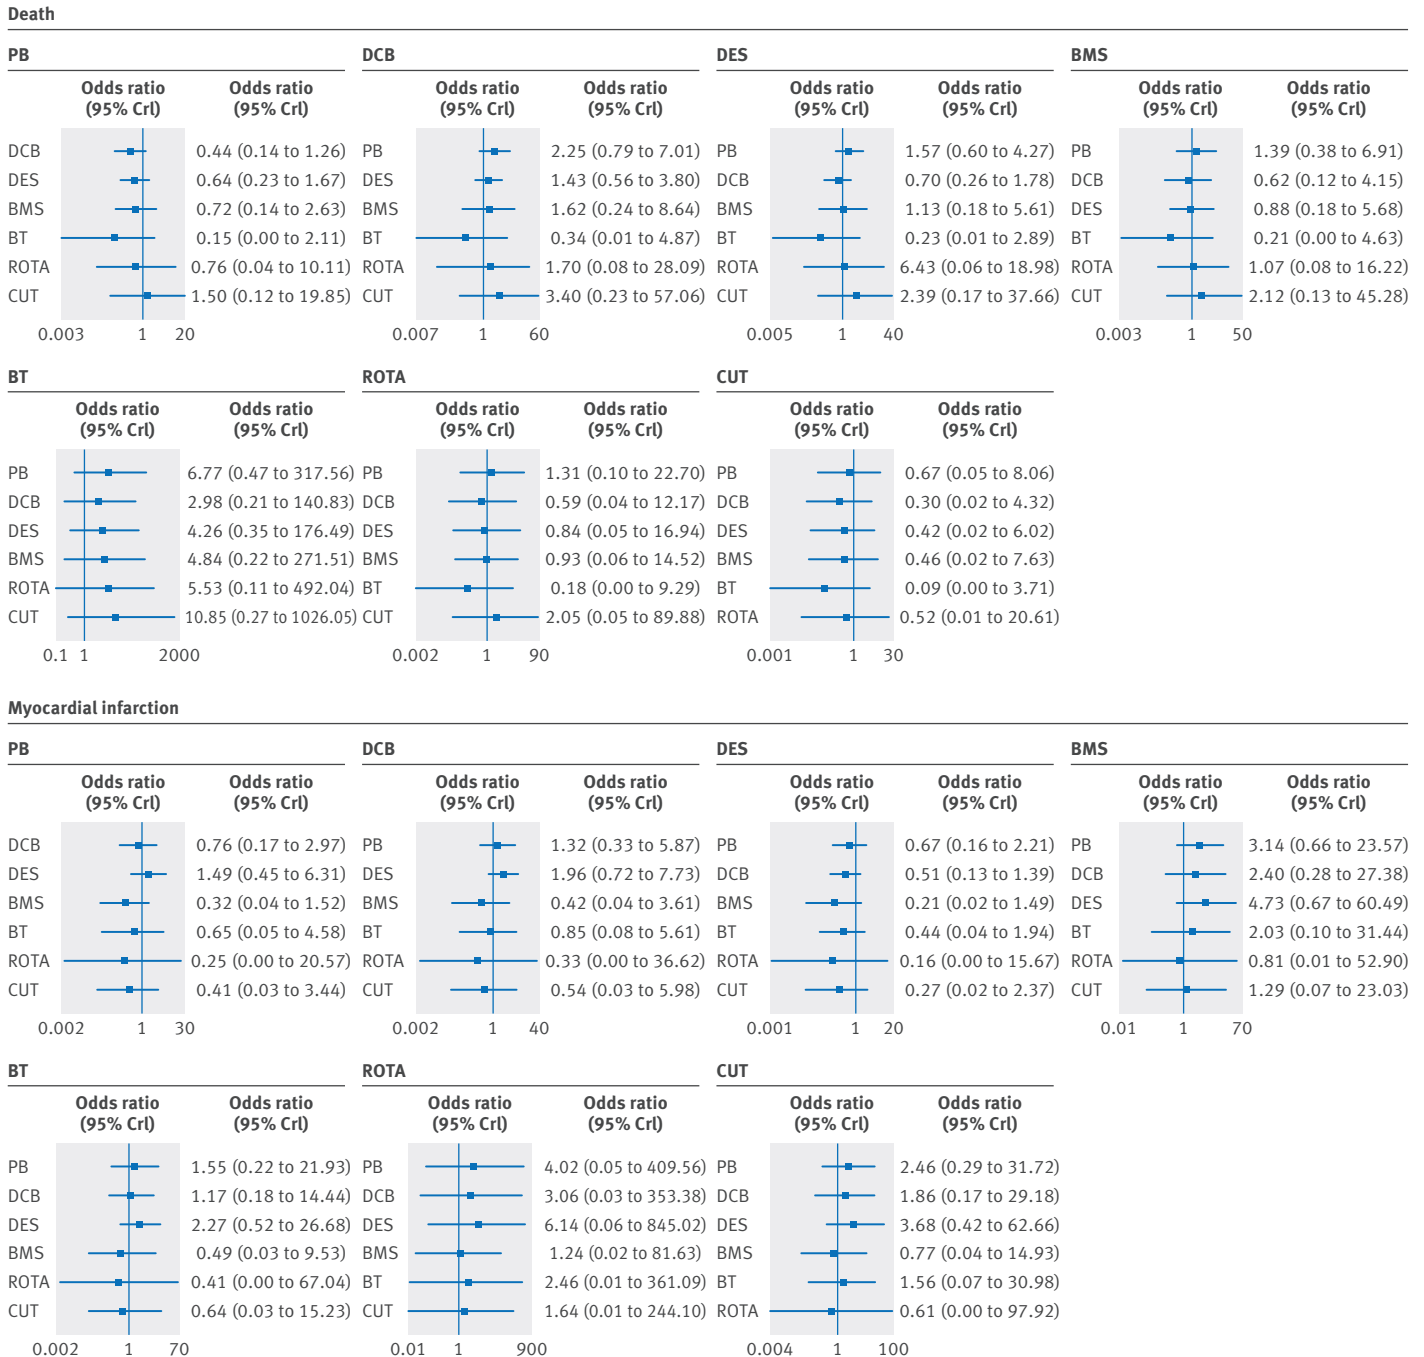 Death
PB
Odds ratio (95% CrI) Odds ratio (95% CrI)
DCB 0.44 (0.14 to 1.26)
DES 0.64 (0.23 to 1.67)
BMS 0.72 (0.14 to 2.63)
BT 0.15 (0.00 to 2.11)
ROTA 0.76 (0.04 to 10.11)
CUT 1.50 (0.12 to 19.85)
0.003 1 20
DCB
Odds ratio (95% CrI) Odds ratio (95% CrI)
PB 2.25 (0.79 to 7.01)
DES 1.43 (0.56 to 3.80)
BMS 1.62 (0.24 to 8.64)
BT 0.34 (0.01 to 4.87)
ROTA 1.70 (0.08 to 28.09)
CUT 3.40 (0.23 to 57.06)
0.007 1 60
DES
Odds ratio (95% CrI) Odds ratio (95% CrI)
PB 1.57 (0.60 to 4.27)
DCB 0.70 (0.26 to 1.78)
BMS 1.13 (0.18 to 5.61)
BT 0.23 (0.01 to 2.89)
ROTA 6.43 (0.06 to 18.98)
CUT 2.39 (0.17 to 37.66)
0.005 1 40
BMS
Odds ratio (95% CrI) Odds ratio (95% CrI)
PB 1.39 (0.38 to 6.91)
DCB 0.62 (0.12 to 4.15)
DES 0.88 (0.18 to 5.68)
BT 0.21 (0.00 to 4.63)
ROTA 1.07 (0.08 to 16.22)
CUT 2.12 (0.13 to 45.28)
0.003 1 50
BT
Odds ratio (95% CrI) Odds ratio (95% CrI)
PB 6.77 (0.47 to 317.56)
DCB 2.98 (0.21 to 140.83)
DES 4.26 (0.35 to 176.49)
BMS 4.84 (0.22 to 271.51)
ROTA 5.53 (0.11 to 492.04)
CUT 10.85 (0.27 to 1026.05)
0.1 1 2000
ROTA
Odds ratio (95% CrI) Odds ratio (95% CrI)
PB 1.31 (0.10 to 22.70)
DCB 0.59 (0.04 to 12.17)
DES 0.84 (0.05 to 16.94)
BMS 0.93 (0.06 to 14.52)
BT 0.18 (0.00 to 9.29)
CUT 2.05 (0.05 to 89.88)
0.002 1 90
CUT
Odds ratio (95% CrI) Odds ratio (95% CrI)
PB 0.67 (0.05 to 8.06)
DCB 0.30 (0.02 to 4.32)
DES 0.42 (0.02 to 6.02)
BMS 0.46 (0.02 to 7.63)
BT 0.09 (0.00 to 3.71)
ROTA 0.52 (0.01 to 20.61)
0.001 1 30
Myocardial infarction
PB
Odds ratio (95% CrI) Odds ratio (95% CrI)
DCB 0.76 (0.17 to 2.97)
DES 1.49 (0.45 to 6.31)
BMS 0.32 (0.04 to 1.52)
BT 0.65 (0.05 to 4.58)
ROTA 0.25 (0.00 to 20.57)
CUT 0.41 (0.03 to 3.44)
0.002 1 30
DCB
Odds ratio (95% CrI) Odds ratio (95% CrI)
PB 1.32 (0.33 to 5.87)
DES 1.96 (0.72 to 7.73)
BMS 0.42 (0.04 to 3.61)
BT 0.85 (0.08 to 5.61)
ROTA 0.33 (0.00 to 36.62)
CUT 0.54 (0.03 to 5.98)
0.002 1 40
DES
Odds ratio (95% CrI) Odds ratio (95% CrI)
PB 0.67 (0.16 to 2.21)
DCB 0.51 (0.13 to 1.39)
BMS 0.21 (0.02 to 1.49)
BT 0.44 (0.04 to 1.94)
ROTA 0.16 (0.00 to 15.67)
CUT 0.27 (0.02 to 2.37)
0.001 1 20
BMS
Odds ratio (95% CrI) Odds ratio (95% CrI)
PB 3.14 (0.66 to 23.57)
DCB 2.40 (0.28 to 27.38)
DES 4.73 (0.67 to 60.49)
BT 2.03 (0.10 to 31.44)
ROTA 0.81 (0.01 to 52.90)
CUT 1.29 (0.07 to 23.03)
0.01 1 70
BT
Odds ratio (95% CrI) Odds ratio (95% CrI)
PB 1.55 (0.22 to 21.93)
DCB 1.17 (0.18 to 14.44)
DES 2.27 (0.52 to 26.68)
BMS 0.49 (0.03 to 9.53)
ROTA 0.41 (0.00 to 67.04)
CUT 0.64 (0.03 to 15.23)
0.002 1 70
ROTA
Odds ratio (95% CrI) Odds ratio (95% CrI)
PB 4.02 (0.05 to 409.56)
DCB 3.06 (0.03 to 353.38)
DES 6.14 (0.06 to 845.02)
BMS 1.24 (0.02 to 81.63)
BT 2.46 (0.01 to 361.09)
CUT 1.64 (0.01 to 244.10)
0.01 1 900
CUT
Odds ratio (95% CrI) Odds ratio (95% CrI)
PB 2.46 (0.29 to 31.72)
DCB 1.86 (0.17 to 29.18)
DES 3.68 (0.42 to 62.66)
BMS 0.77 (0.04 to 14.93)
BT 1.56 (0.07 to 30.98)
ROTA 0.61 (0.00 to 97.92)
0.004 1 100